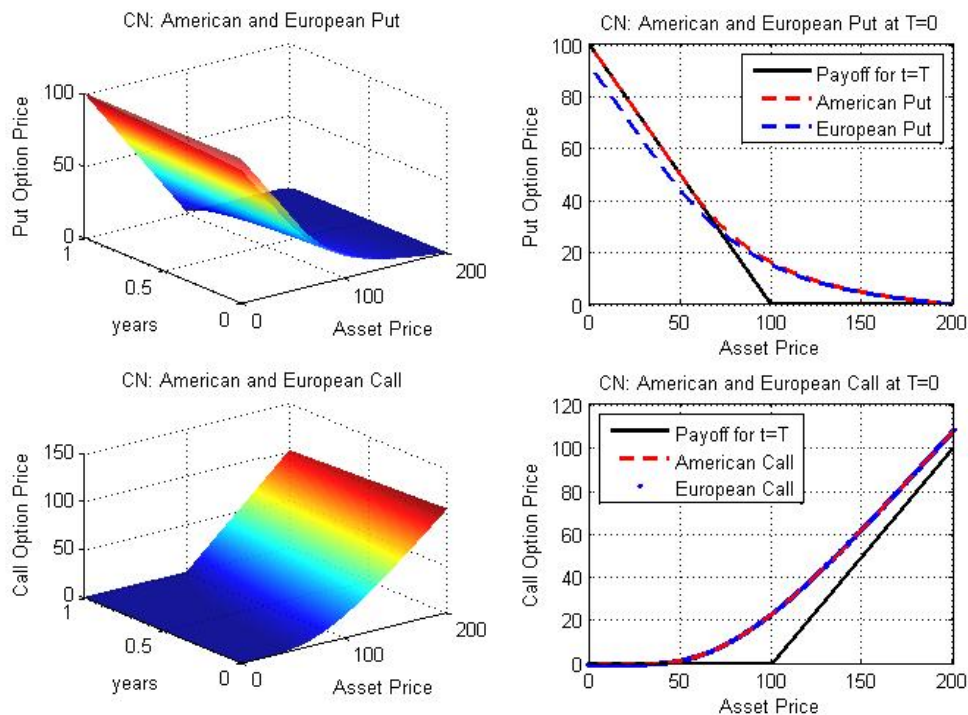 CN: American and European Put
Put Option Price
100
50
0
1
0.5
0
years
0
100
200
Asset Price
CN: American and European Put at T=0
Put Option Price
100
80
60
40
20
0
Payoff for t=T
American Put
European Put
0
50
100
150
200
Asset Price
CN: American and European Call
Call Option Price
150
100
50
0
1
0.5
0
years
0
100
200
Asset Price
CN: American and European Call at T=0
Call Option Price
120
100
80
60
40
20
0
Payoff for t=T
American Call
European Call
0
50
100
150
200
Asset Price